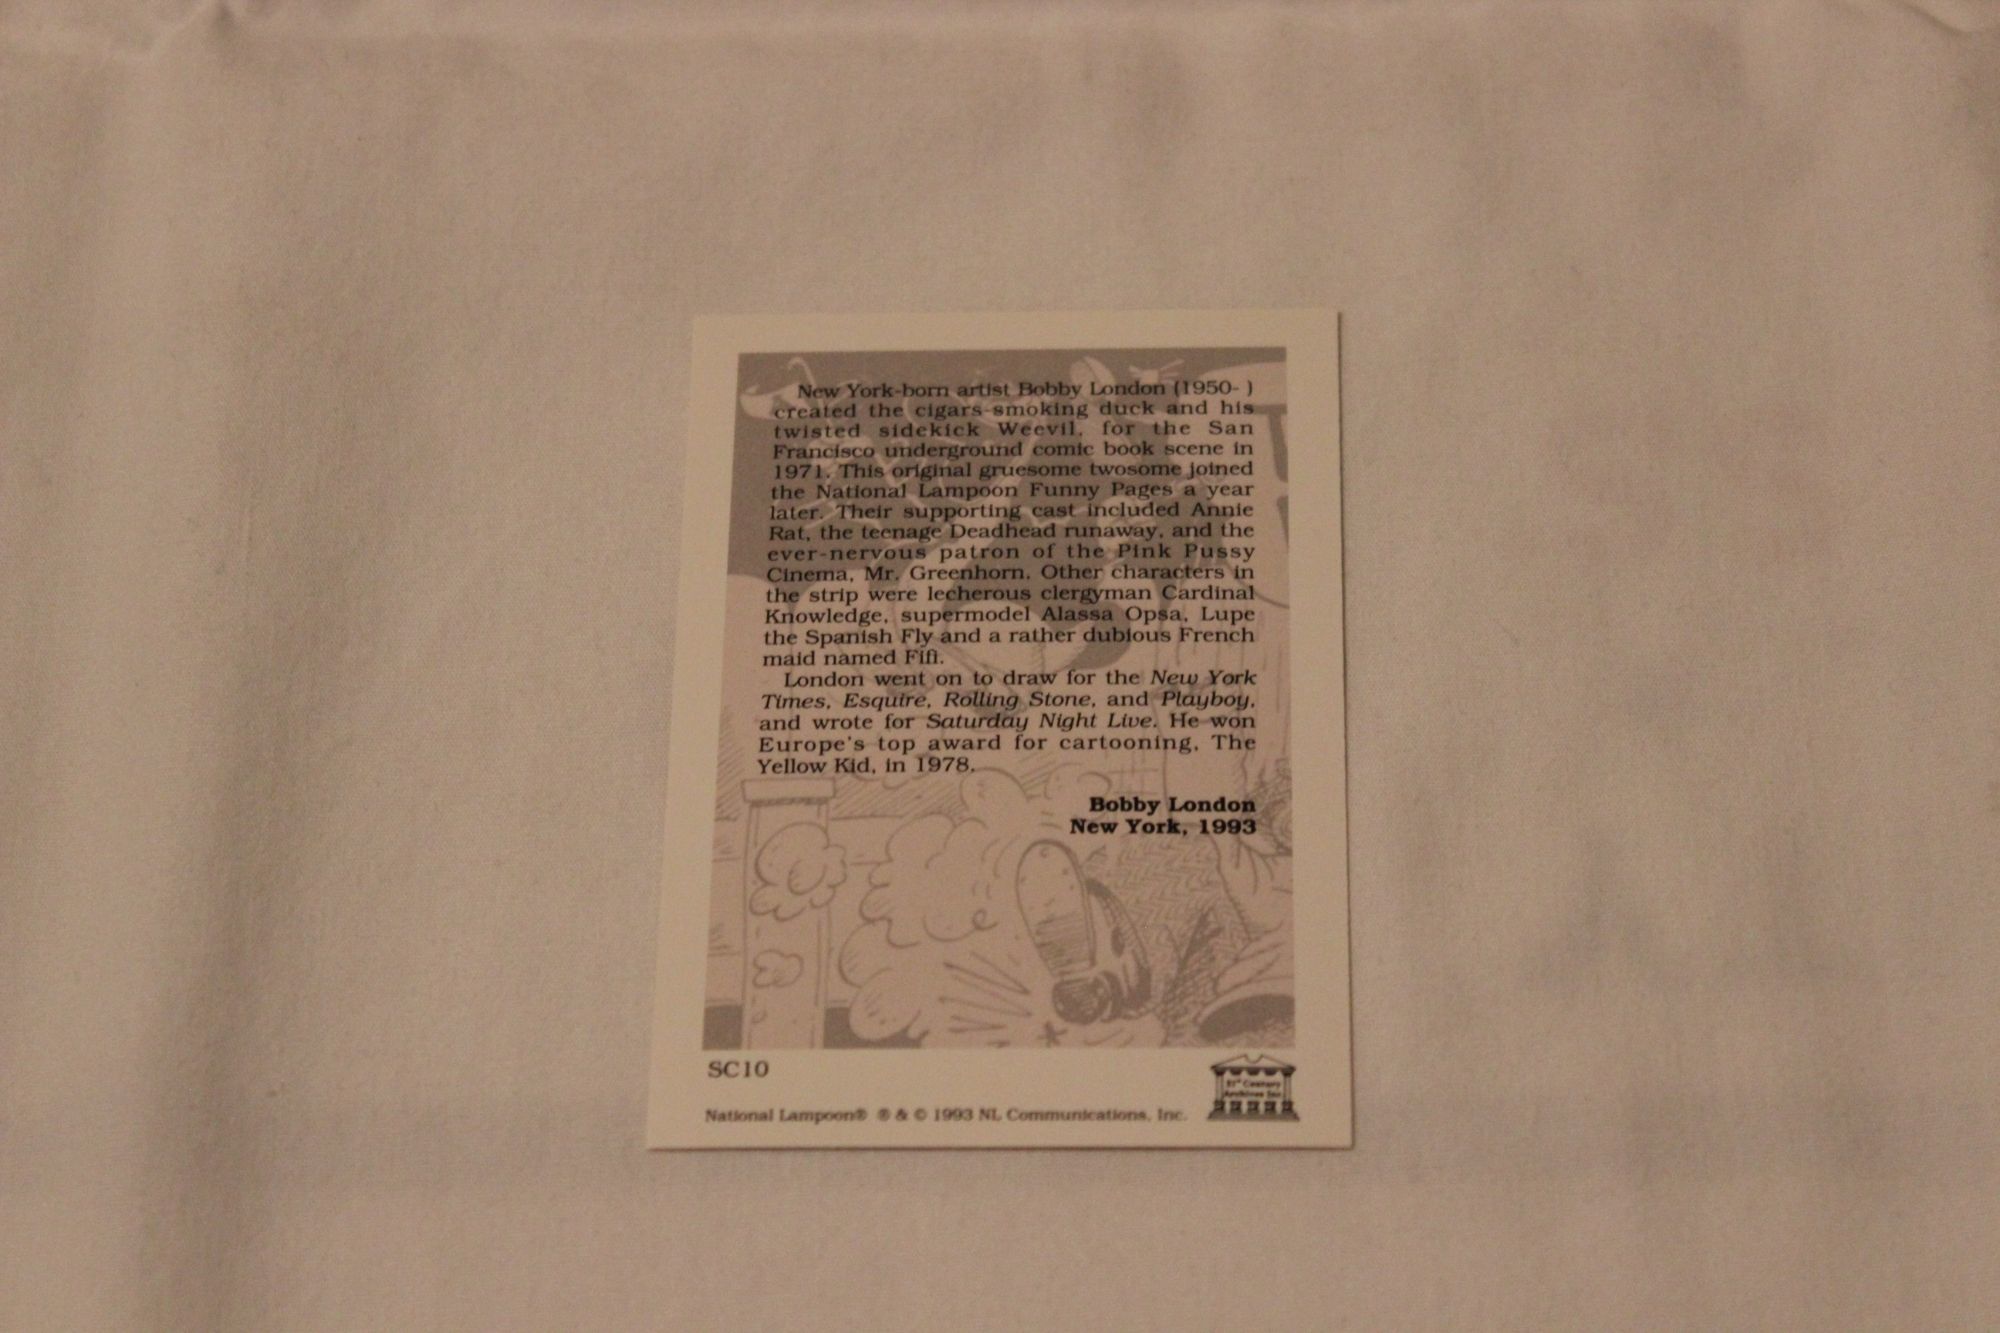 New York-born artist Bobby London (1950- )
created the cigars-smoking duck and his
twisted sidekick Weevil, for the San
Francisco underground comic book scene in
1971. This original gruesome twosome joined
the National Lampoon Funny Pages a year
later. Their supporting cast included Annie
Rat, the teenage Deadhead runaway, and the
ever-nervous patron of the Pink Pussy
Cinema, Mr. Greenhorn. Other characters in
the strip were lecherous clergyman Cardinal
Knowledge, supermodel Alassa Opsa, Lupe
the Spanish Fly and a rather dubious French
maid named Fifi.
London went on to draw for the New York
Times, Esquire, Rolling Stone, and Playboy,
and wrote for Saturday Night Live. He won
Europe's top award for cartooning, The
Yellow Kid, in 1978.
Bobby London
New York, 1993
SC10
21st Century
Archives Inc.
National Lampoon® ® & © 1993 NL Communications, Inc.